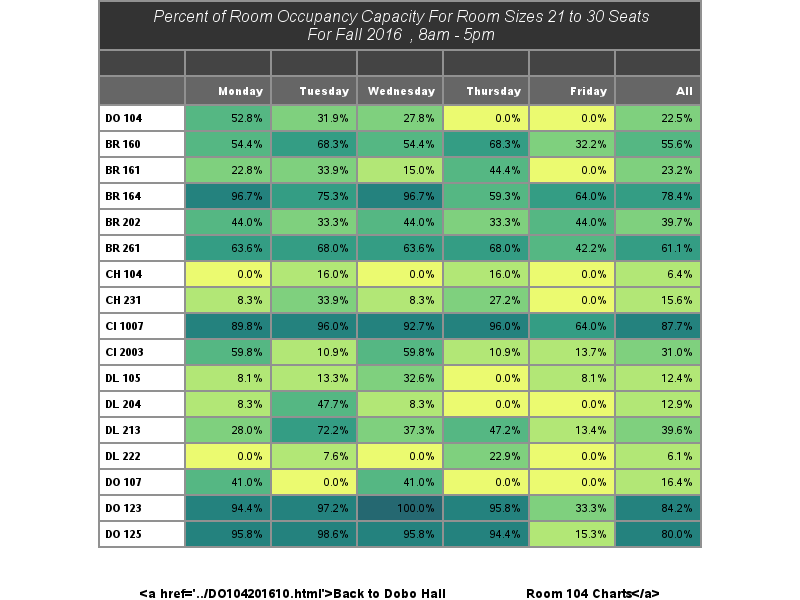 Percent of Room Occupancy Capacity For Room Sizes 21 to 30 Seats
For Fall 2016 , 8am - 5pm
Monday Tuesday Wednesday Thursday Friday All
DO 104 52.8% 31.9% 27.8% 0.0% 0.0% 22.5%
BR 160 54.4% 68.3% 54.4% 68.3% 32.2% 55.6%
BR 161 22.8% 33.9% 15.0% 44.4% 0.0% 23.2%
BR 164 96.7% 75.3% 96.7% 59.3% 64.0% 78.4%
BR 202 44.0% 33.3% 44.0% 33.3% 44.0% 39.7%
BR 261 63.6% 68.0% 63.6% 68.0% 42.2% 61.1%
CH 104 0.0% 16.0% 0.0% 16.0% 0.0% 6.4%
CH 231 8.3% 33.9% 8.3% 27.2% 0.0% 15.6%
CI 1007 89.8% 96.0% 92.7% 96.0% 64.0% 87.7%
CI 2003 59.8% 10.9% 59.8% 10.9% 13.7% 31.0%
DL 105 8.1% 13.3% 32.6% 0.0% 8.1% 12.4%
DL 204 8.3% 47.7% 8.3% 0.0% 0.0% 12.9%
DL 213 28.0% 72.2% 37.3% 47.2% 13.4% 39.6%
DL 222 0.0% 7.6% 0.0% 22.9% 0.0% 6.1%
DO 107 41.0% 0.0% 41.0% 0.0% 0.0% 16.4%
DO 123 94.4% 97.2% 100.0% 95.8% 33.3% 84.2%
DO 125 95.8% 98.6% 95.8% 94.4% 15.3% 80.0%
<a href='../DO104201610.html'>Back to Dobo Hall Room 104 Charts</a>